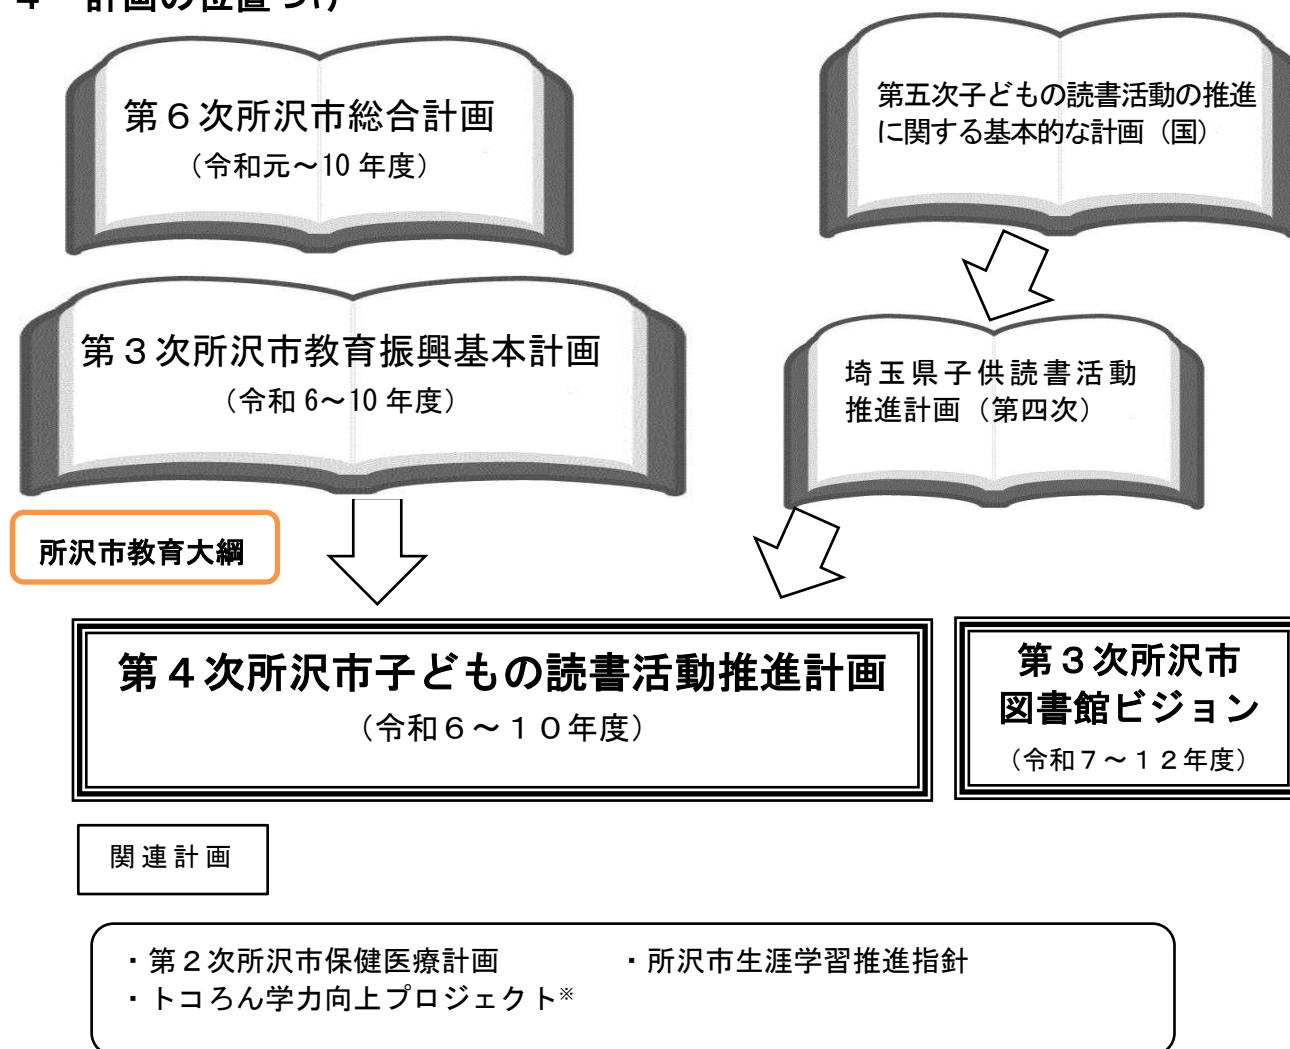 4 計画の位置づけ
第６次所沢市総合計画
（令和元～10 年度）
第五次子どもの読書活動の推進
に関する基本的な計画（国）
第３次所沢市教育振興基本計画
（令和 6～10 年度）
埼玉県子供読書活動
推進計画（第四次）
所沢市教育大綱
第４次所沢市子どもの読書活動推進計画
（令和６～１０年度）
第３次所沢市
図書館ビジョン
（令和７～１２年度）
関連計画
・第２次所沢市保健医療計画
・所沢市生涯学習推進指針
・トコろん学力向上プロジェクト※